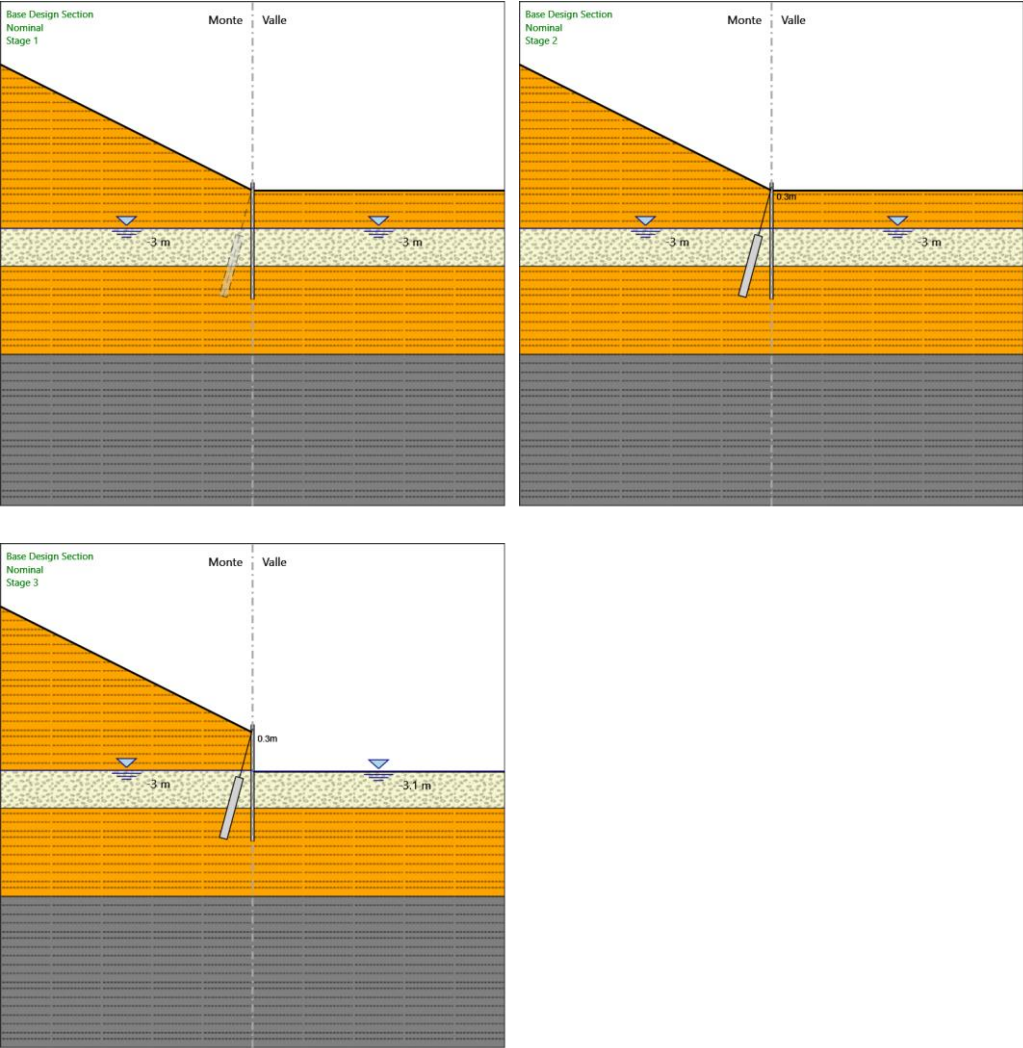 Base Design Section
Nominal
Stage 1
Monte Valle
3 m 3 m
Base Design Section
Nominal
Stage 2
Monte Valle
0.3m
3 m 3 m
Base Design Section
Nominal
Stage 3
Monte Valle
0.3m
3 m 3.1 m